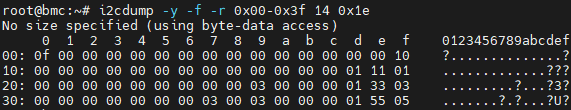 root@bmc:~# i2cdump -y -f -r 0x00-0x3f 14 0x1e
No size specified (using byte-data access)
     0  1  2  3  4  5  6  7  8  9  a  b  c  d  e  f    0123456789abcdef
00: 0f 00 00 00 00 00 00 00 00 00 00 00 00 00 00 10    ?..............?
10: 00 00 00 00 00 00 00 00 00 00 00 00 00 01 11 01    .............???
20: 00 00 00 00 00 00 00 00 00 03 00 00 00 01 33 03    .........?...?3?
30: 00 00 00 00 00 00 00 03 00 03 00 00 00 01 55 05    .......?.?...?U?